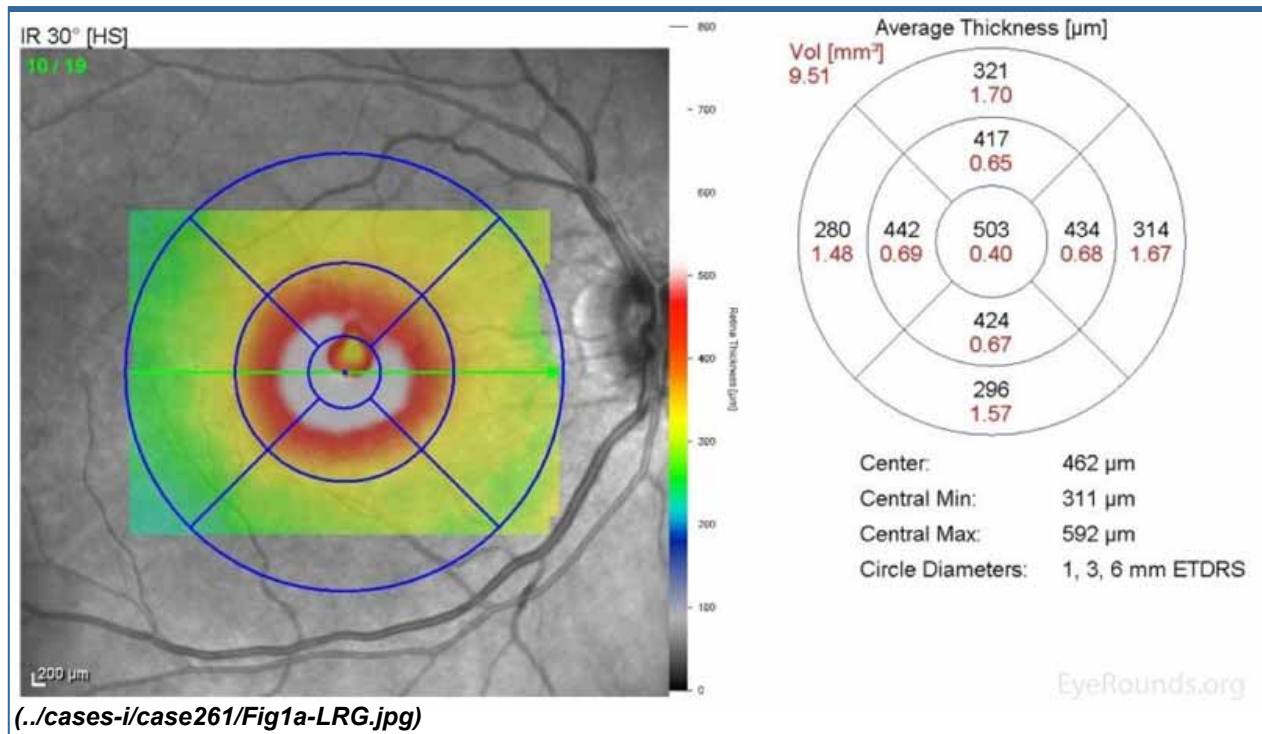 IR 30° [HS]
10 / 19
800
700
600
500
400
300
200
100
0
Retina Thickness [µm]
200 µm
Average Thickness [µm]
Vol [mm³]
9.51
321
1.70
417
0.65
280 442 503 434 314
1.48 0.69 0.40 0.68 1.67
424
0.67
296
1.57
Center: 462 µm
Central Min: 311 µm
Central Max: 592 µm
Circle Diameters: 1, 3, 6 mm ETDRS
EyeRounds.org
(../cases-i/case261/Fig1a-LRG.jpg)